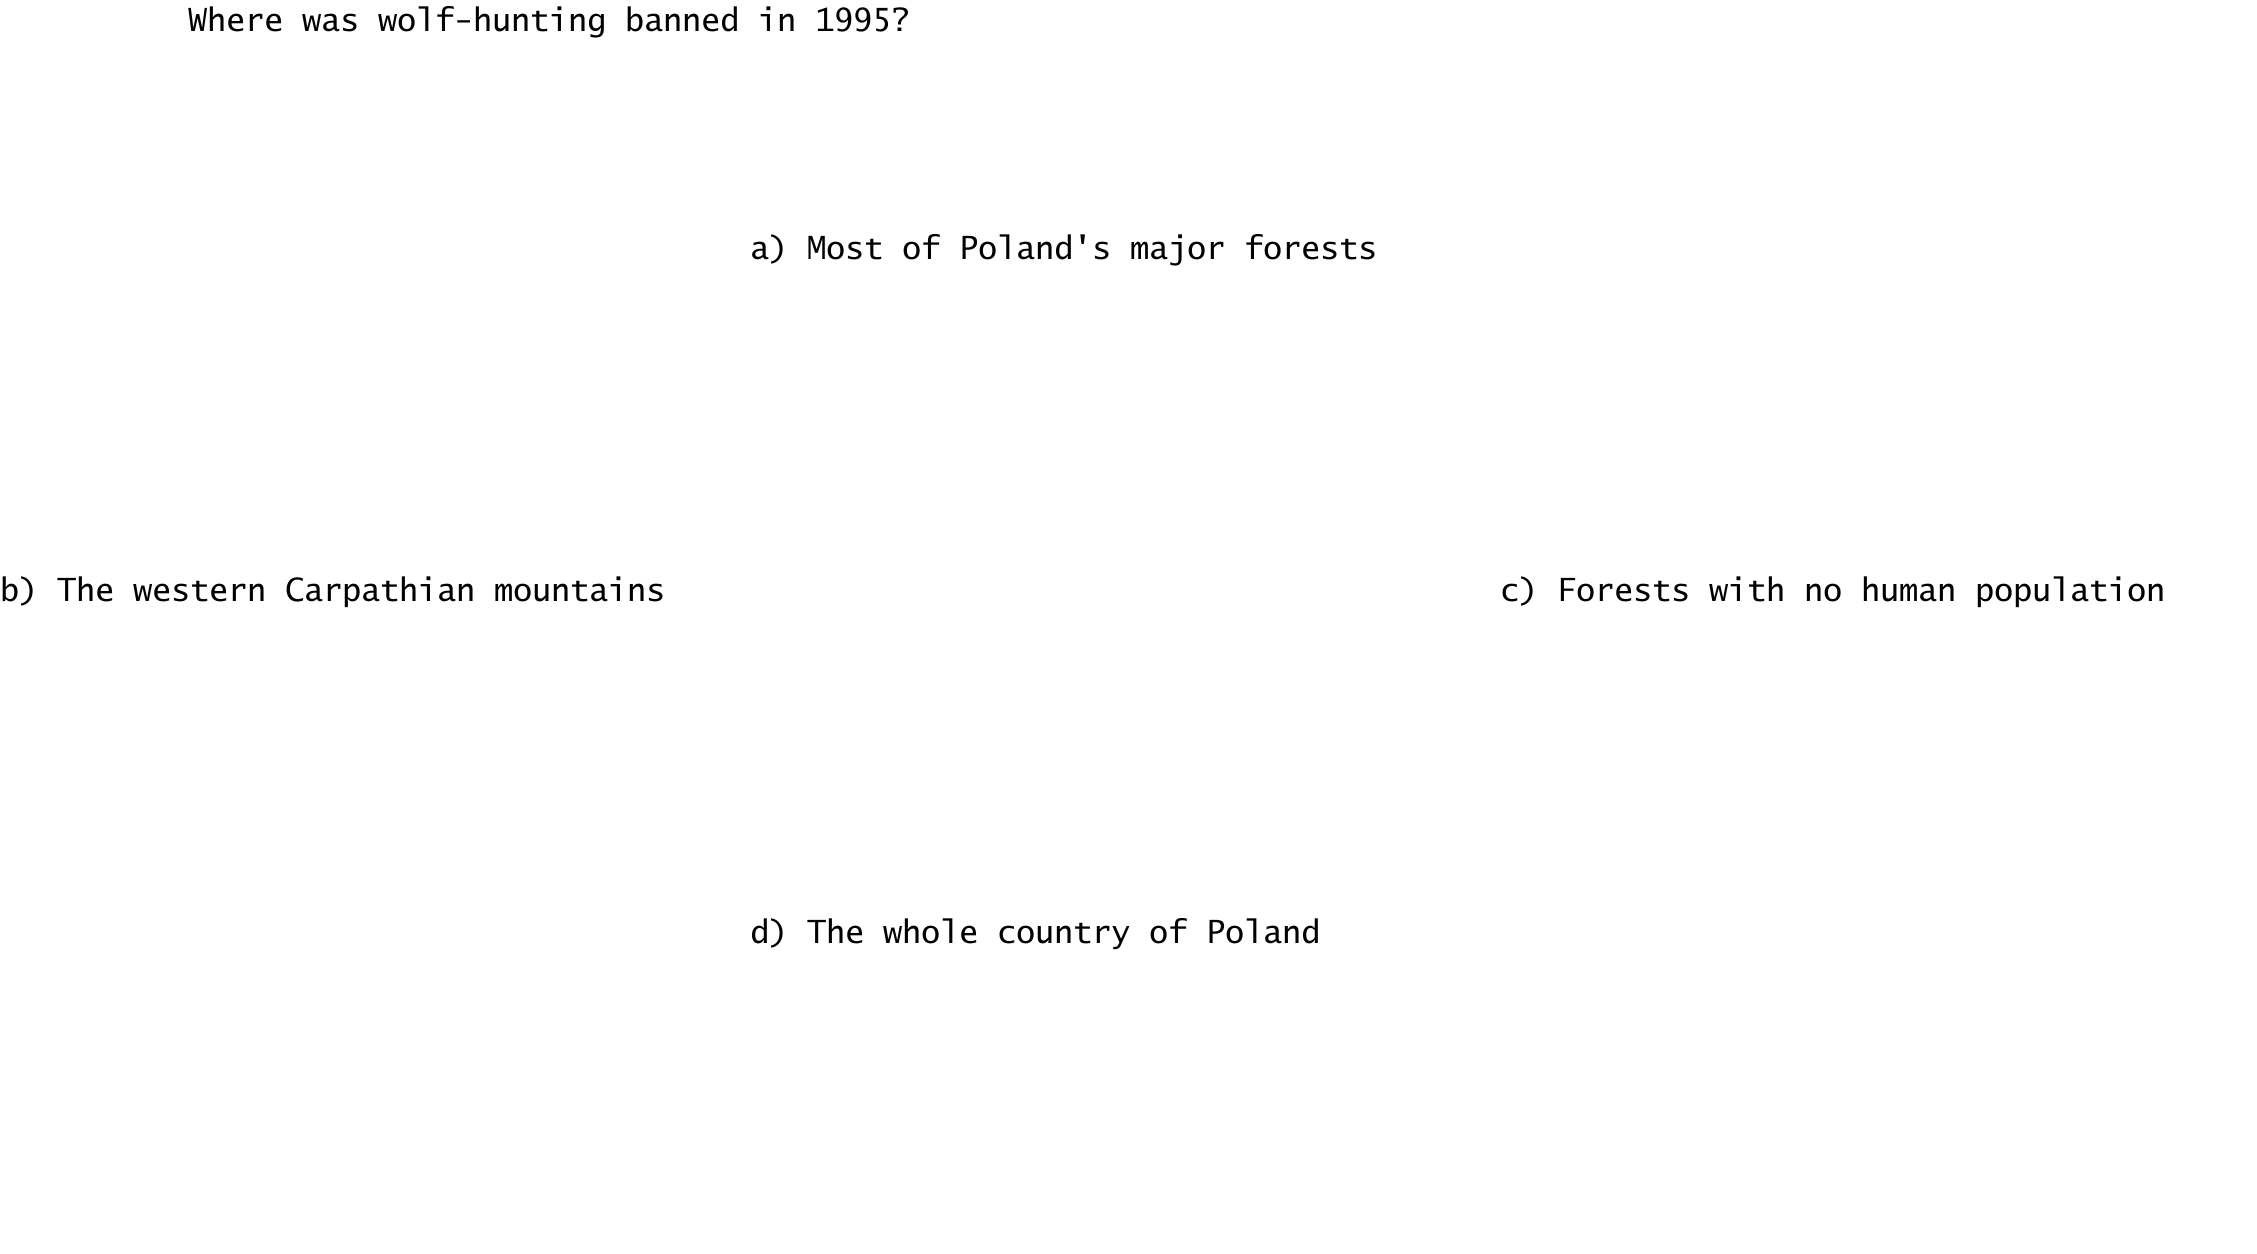 Where was wolf-hunting banned in 1995?
a) Most of Poland's major forests
b) The western Carpathian mountains
c) Forests with no human population
d) The whole country of Poland